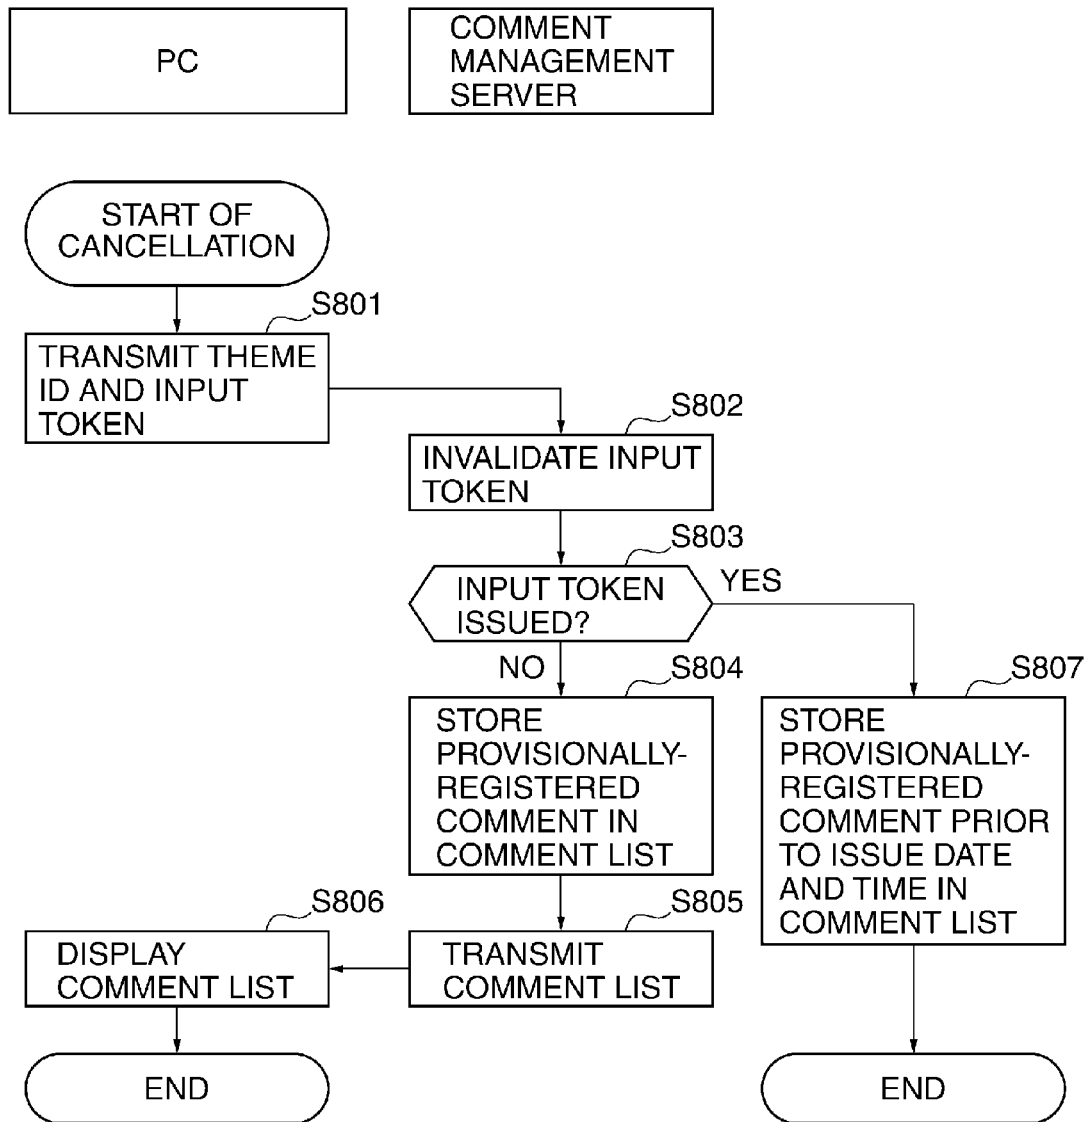 PC
COMMENT
MANAGEMENT
SERVER
START OF
CANCELLATION
S801
TRANSMIT THEME
ID AND INPUT
TOKEN
S802
INVALIDATE INPUT
TOKEN
S803
INPUT TOKEN
ISSUED?
YES
NO
S804
STORE
PROVISIONALLY-
REGISTERED
COMMENT IN
COMMENT LIST
S807
STORE
PROVISIONALLY-
REGISTERED
COMMENT PRIOR
TO ISSUE DATE
AND TIME IN
COMMENT LIST
S805
TRANSMIT
COMMENT LIST
S806
DISPLAY
COMMENT LIST
END
END